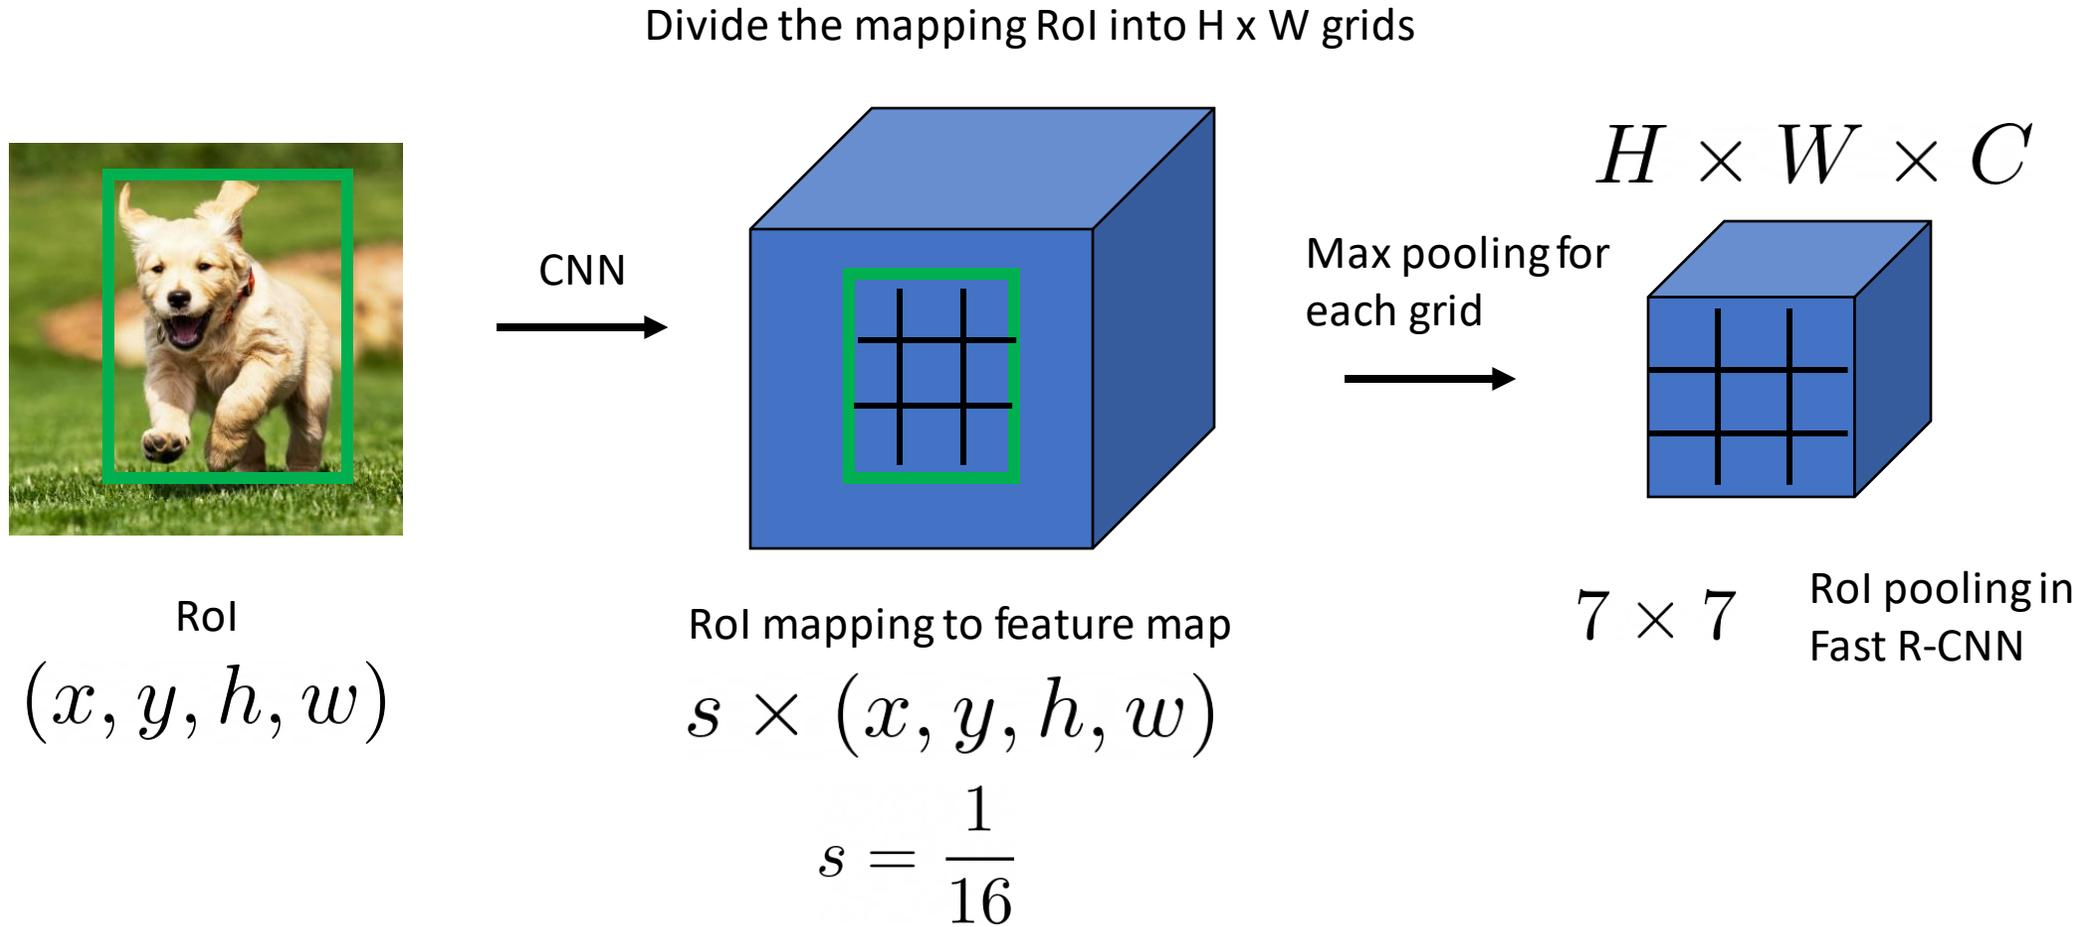 Divide the mapping RoI into H x W grids
CNN
Max pooling for
each grid
H × W × C
RoI
(x, y, h, w)
RoI mapping to feature map
s × (x, y, h, w)
s = 1/16
7 × 7
RoI pooling in
Fast R-CNN